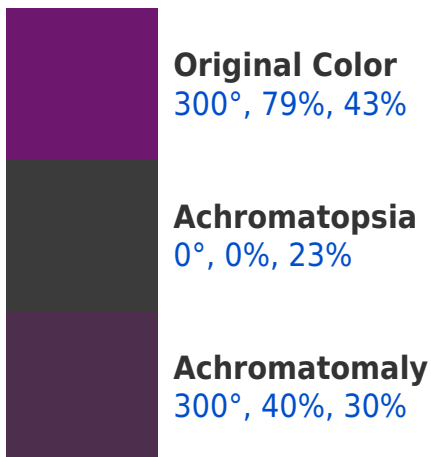 Original Color
300°, 79%, 43%
Achromatopsia
0°, 0%, 23%
Achromatomaly
300°, 40%, 30%